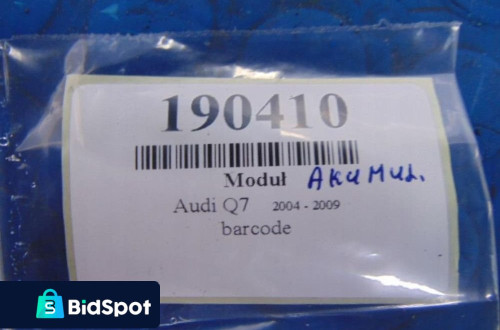 190410
Moduł Akumul.
Audi Q7 2004 - 2009
barcode
BidSpot